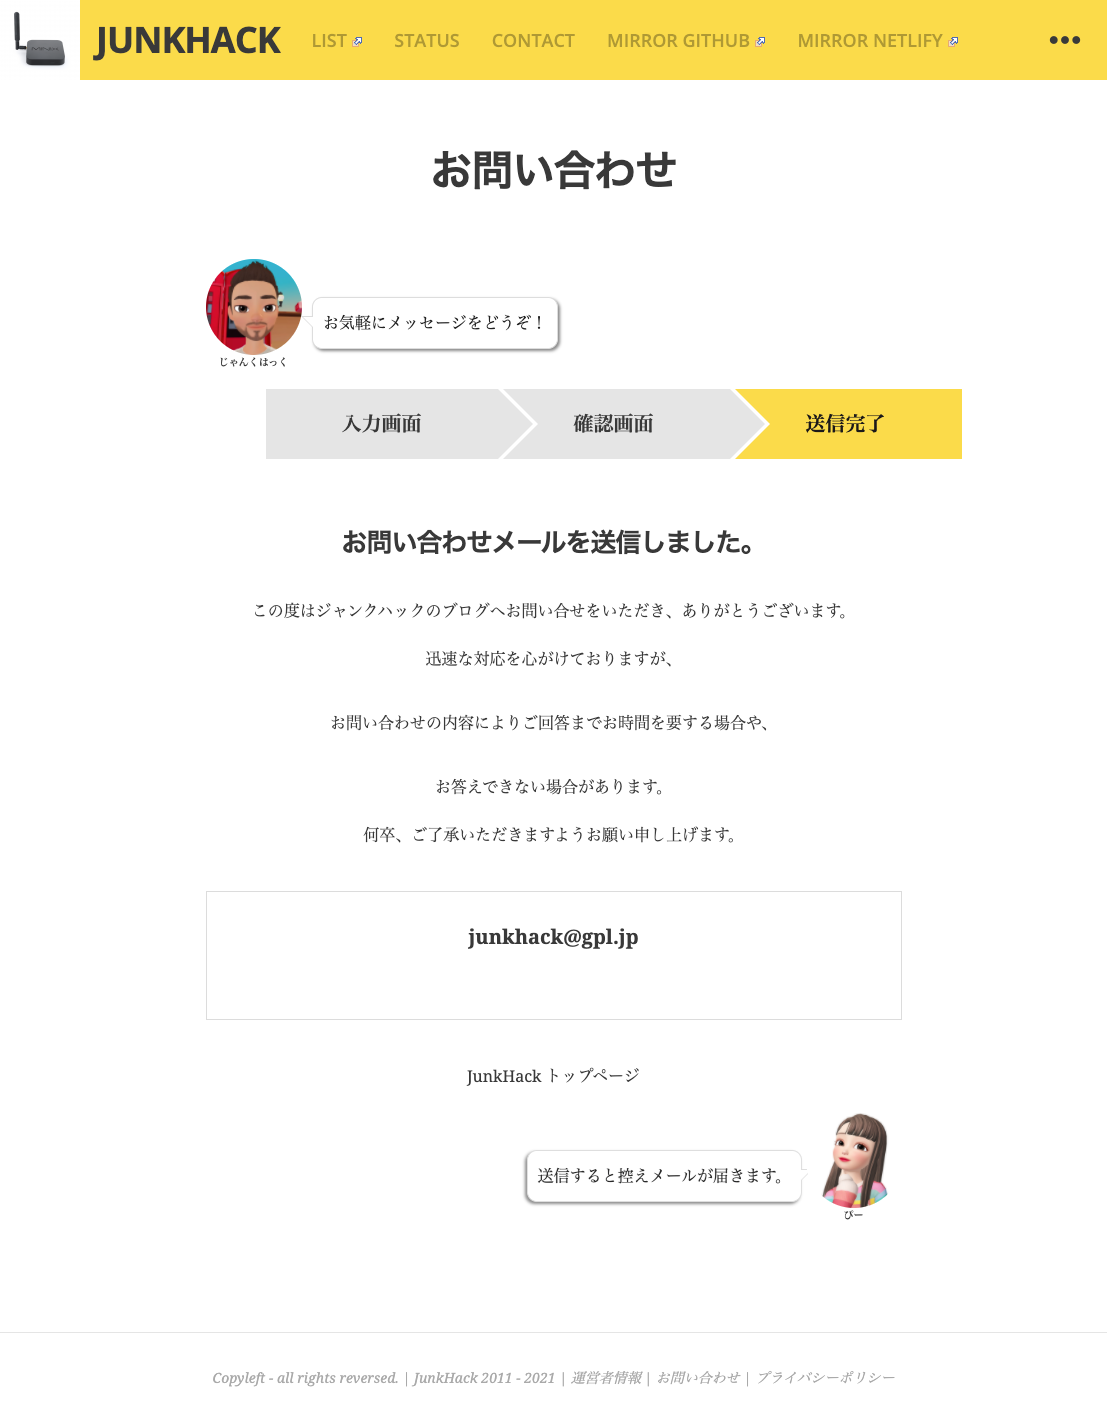 JUNKHACK LIST STATUS CONTACT MIRROR GITHUB MIRROR NETLIFY
お問い合わせ
お気軽にメッセージをどうぞ！
じゃんくはっく
入力画面 確認画面 送信完了
お問い合わせメールを送信しました。
この度はジャンクハックのブログへお問い合せをいただき、ありがとうございます。
迅速な対応を心がけておりますが、
お問い合わせの内容によりご回答までお時間を要する場合や、
お答えできない場合があります。
何卒、ご了承いただきますようお願い申し上げます。
junkhack@gpl.jp
JunkHack トップページ
送信すると控えメールが届きます。
Copyleft - all rights reversed. | JunkHack 2011 - 2021 | 運営者情報 | お問い合わせ | プライバシーポリシー